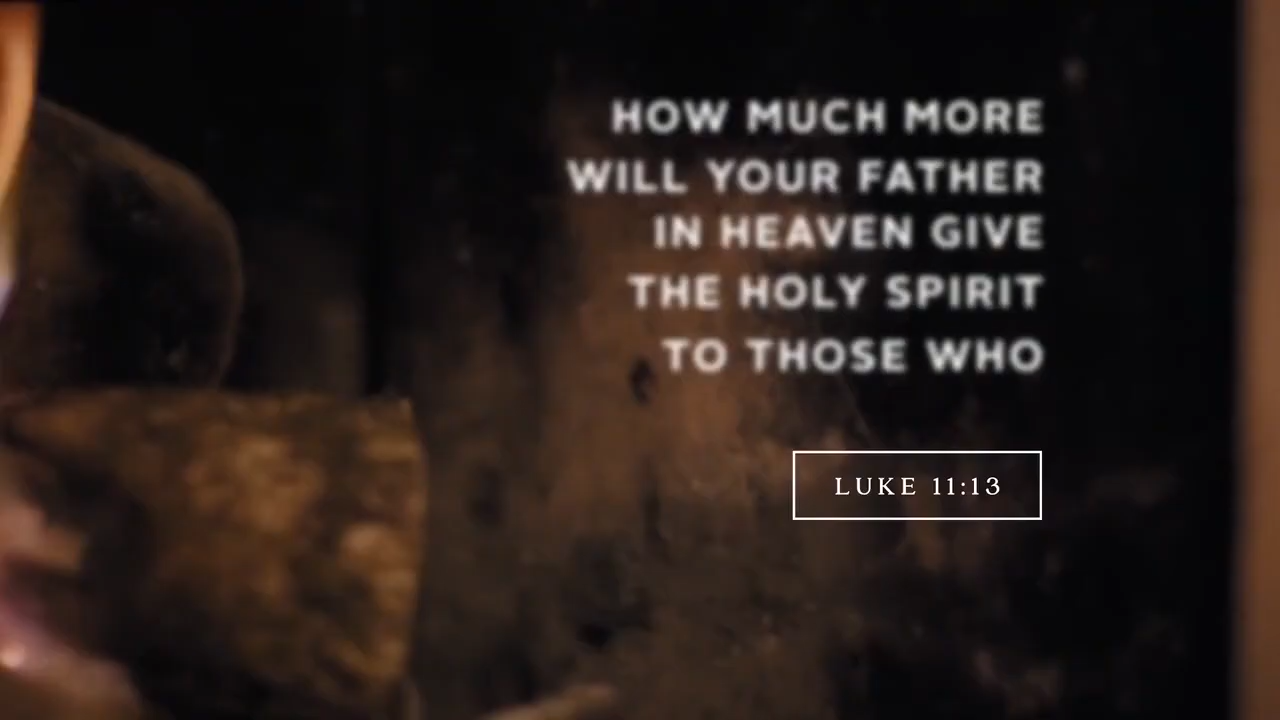 HOW MUCH MORE
WILL YOUR FATHER
IN HEAVEN GIVE
THE HOLY SPIRIT
TO THOSE WHO
LUKE 11:13